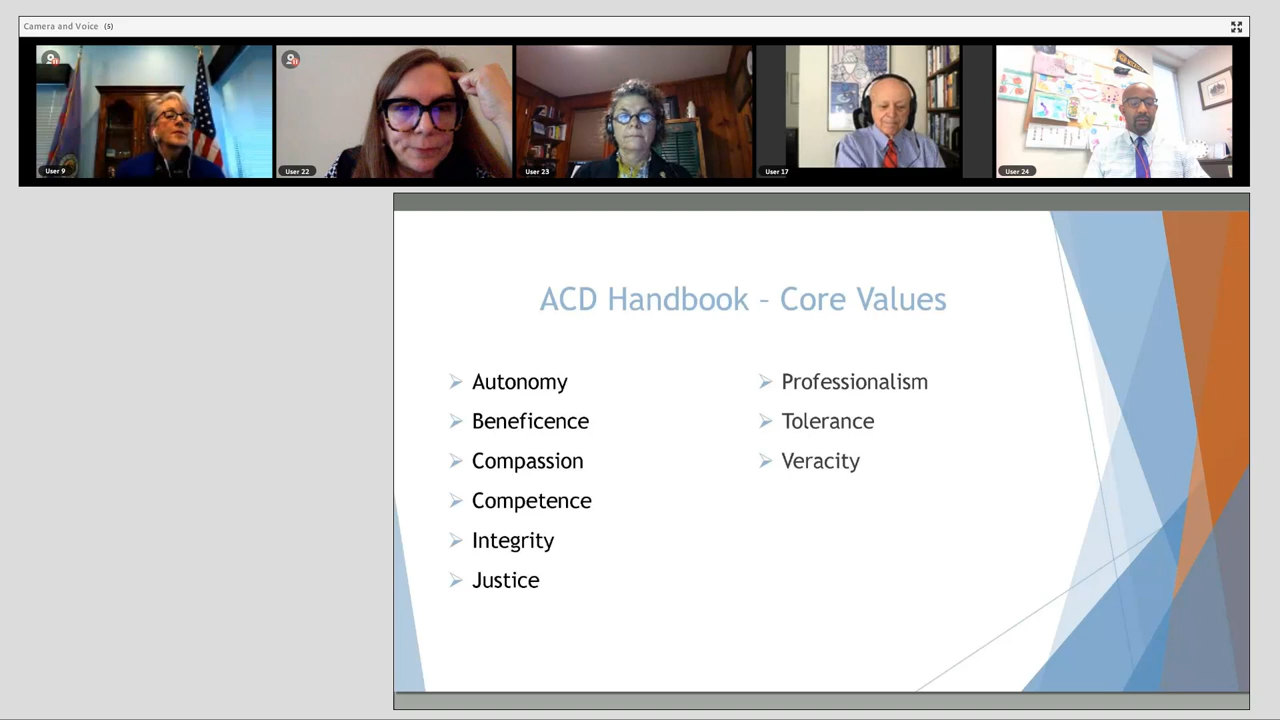 Camera and Voice (5)
User 9
User 22
User 23
User 17
User 24
ACD Handbook – Core Values
Autonomy
Beneficence
Compassion
Competence
Integrity
Justice
Professionalism
Tolerance
Veracity